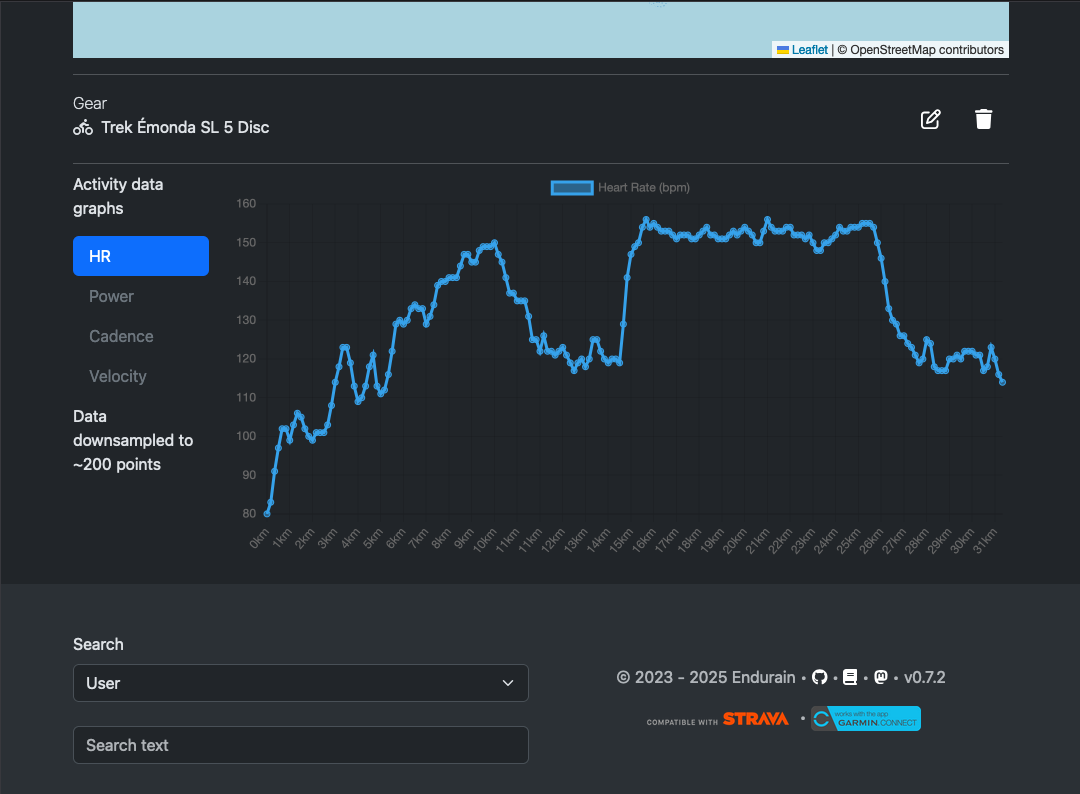 Leaflet | © OpenStreetMap contributors
Gear
Trek Émonda SL 5 Disc
Activity data
graphs
HR
Power
Cadence
Velocity
Data
downsampled to
~200 points
Heart Rate (bpm)
160
150
140
130
120
110
100
90
80
0km 1km 2km 3km 4km 5km 6km 7km 8km 9km 10km 11km 11km 12km 13km 14km 15km 16km 17km 18km 19km 20km 21km 22km 23km 24km 25km 26km 27km 28km 29km 30km 31km
Search
User
Search text
© 2023 - 2025 Endurain • • • • v0.7.2
COMPATIBLE WITH STRAVA •
works with the app
GARMIN CONNECT